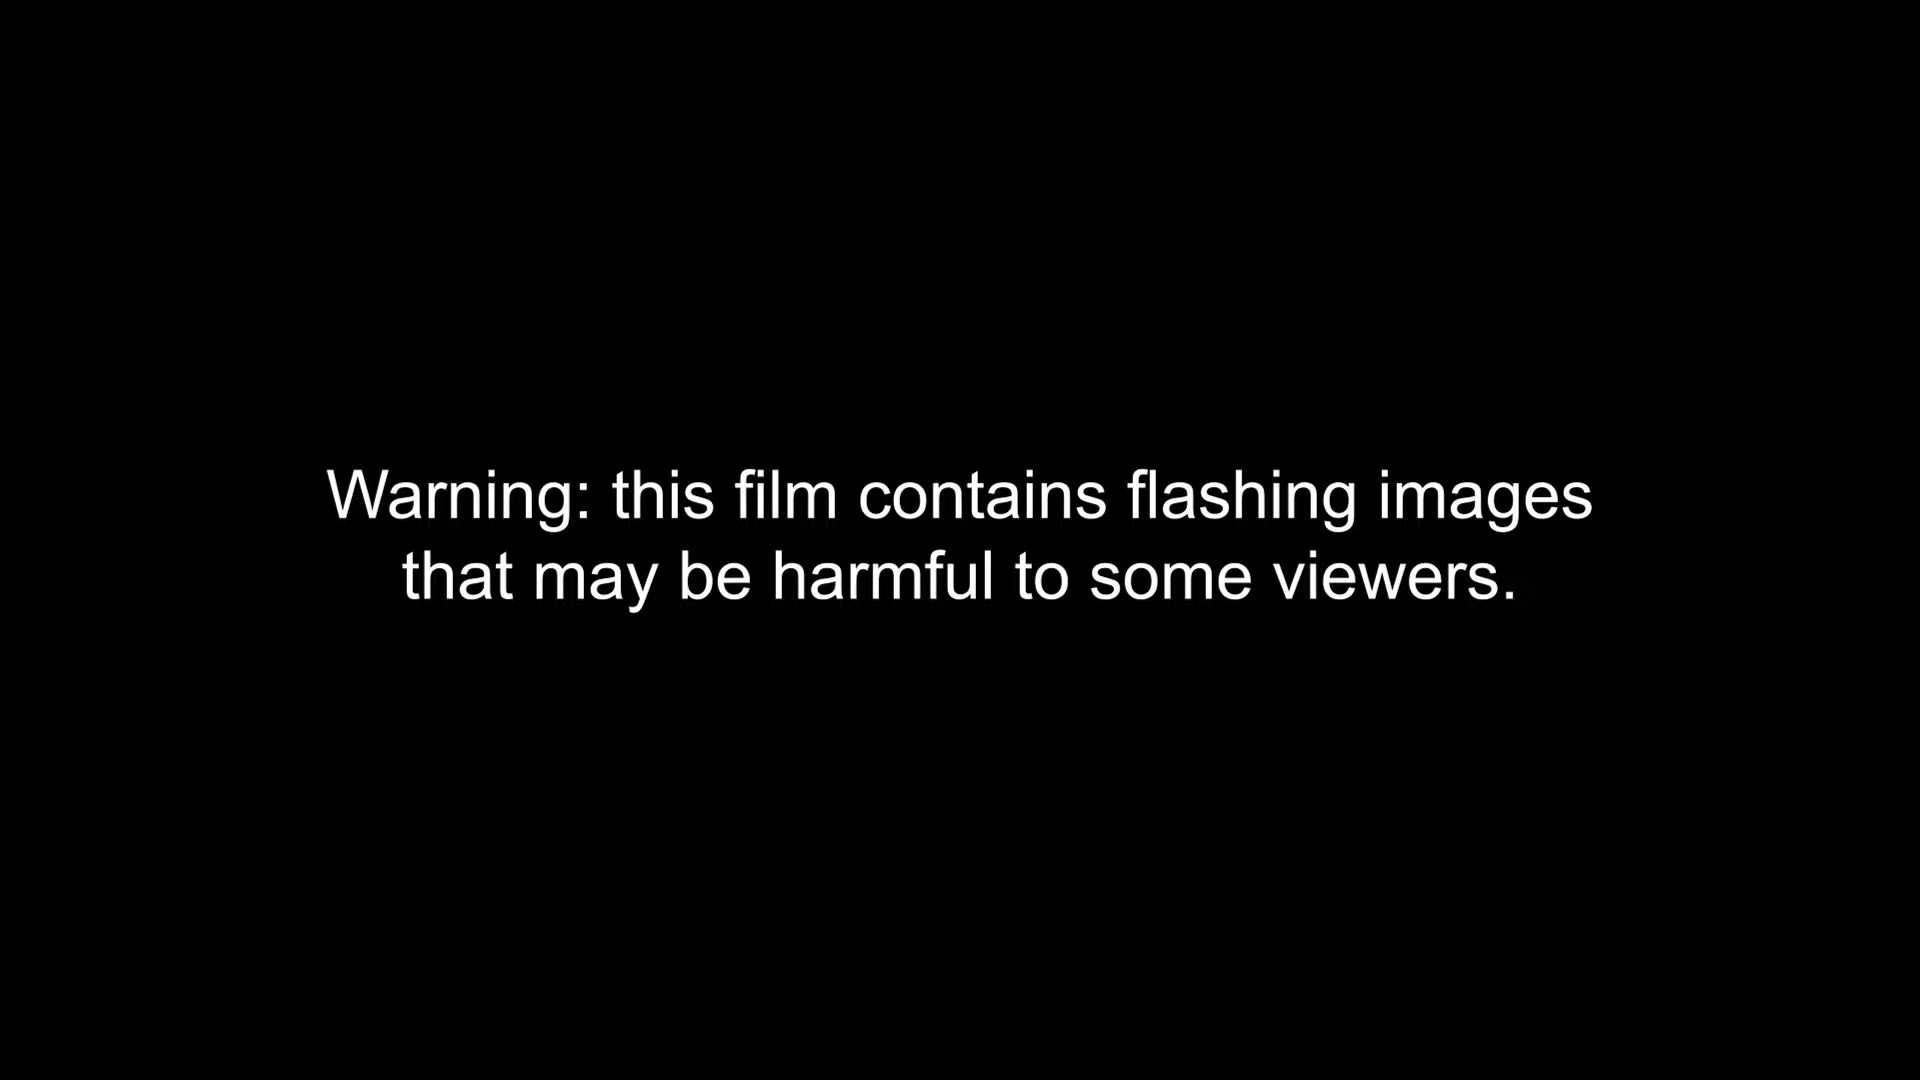 Warning: this film contains flashing images
that may be harmful to some viewers.